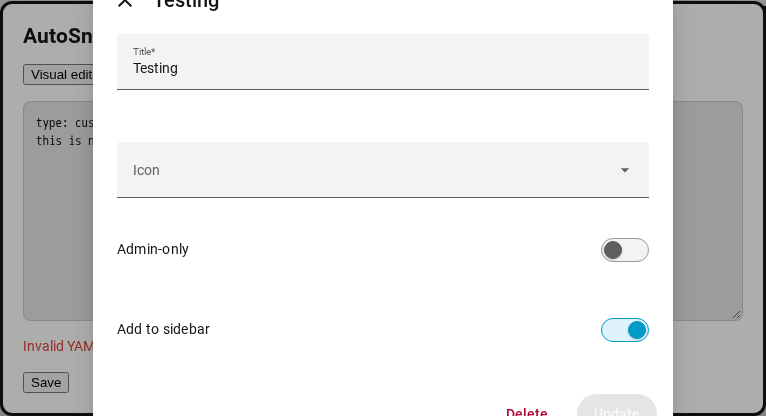 Testing
AutoSn
Title*
Testing
Visual edit
type: cus
this is n
Icon
Admin-only
Add to sidebar
Invalid YAM
Save
Delete
Update